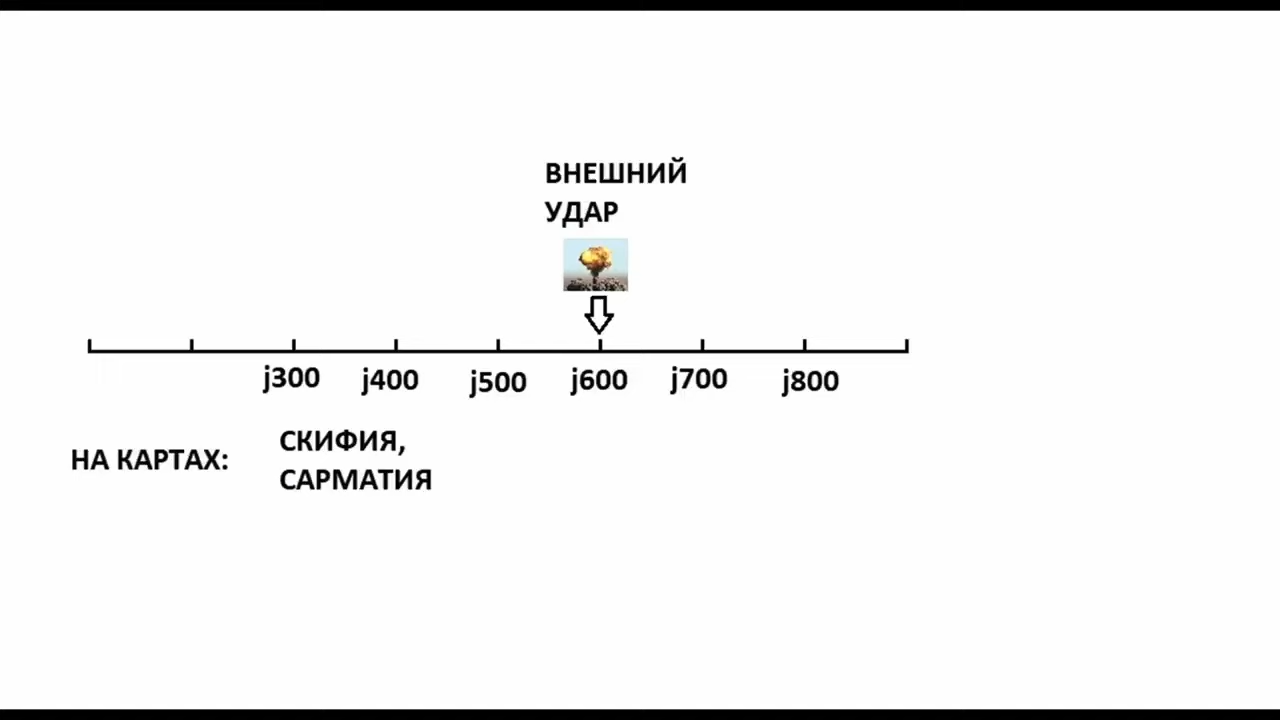 ВНЕШНИЙ
УДАР
j300 j400 j500 j600 j700 j800
НА КАРТАХ:
СКИФИЯ,
САРМАТИЯ